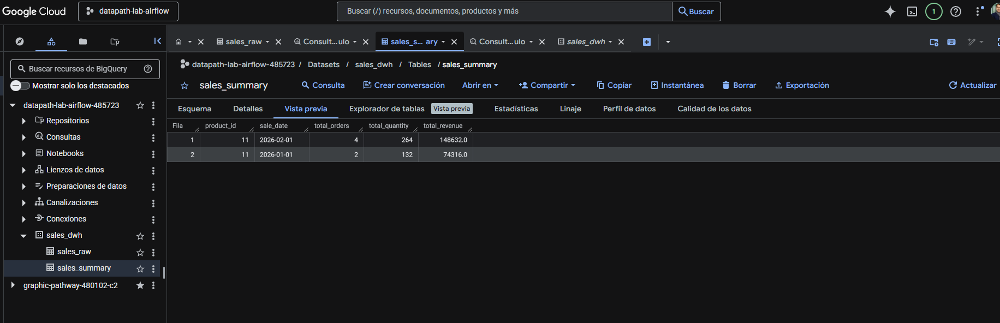 Google Cloud
datapath-lab-airflow
Buscar (/) recursos, documentos, productos y más
Buscar
1
sales_raw
Consult...ulo
sales_s... ary
Consult...ulo
sales_dwh
Buscar recursos de BigQuery
Mostrar solo los destacados
datapath-lab-airflow-485723
Repositorios
Consultas
Notebooks
Lienzos de datos
Preparaciones de datos
Canalizaciones
Conexiones
sales_dwh
sales_raw
sales_summary
graphic-pathway-480102-c2
datapath-lab-airflow-485723 / Datasets / sales_dwh / Tables / sales_summary
sales_summary
Consulta
Crear conversación
Abrir en
Compartir
Copiar
Instantánea
Borrar
Exportación
Actualizar
Esquema Detalles Vista previa Explorador de tablas Vista previa Estadísticas Linaje Perfil de datos Calidad de los datos
Fila product_id sale_date total_orders total_quantity total_revenue
1 11 2026-02-01 4 264 148632.0
2 11 2026-01-01 2 132 74316.0